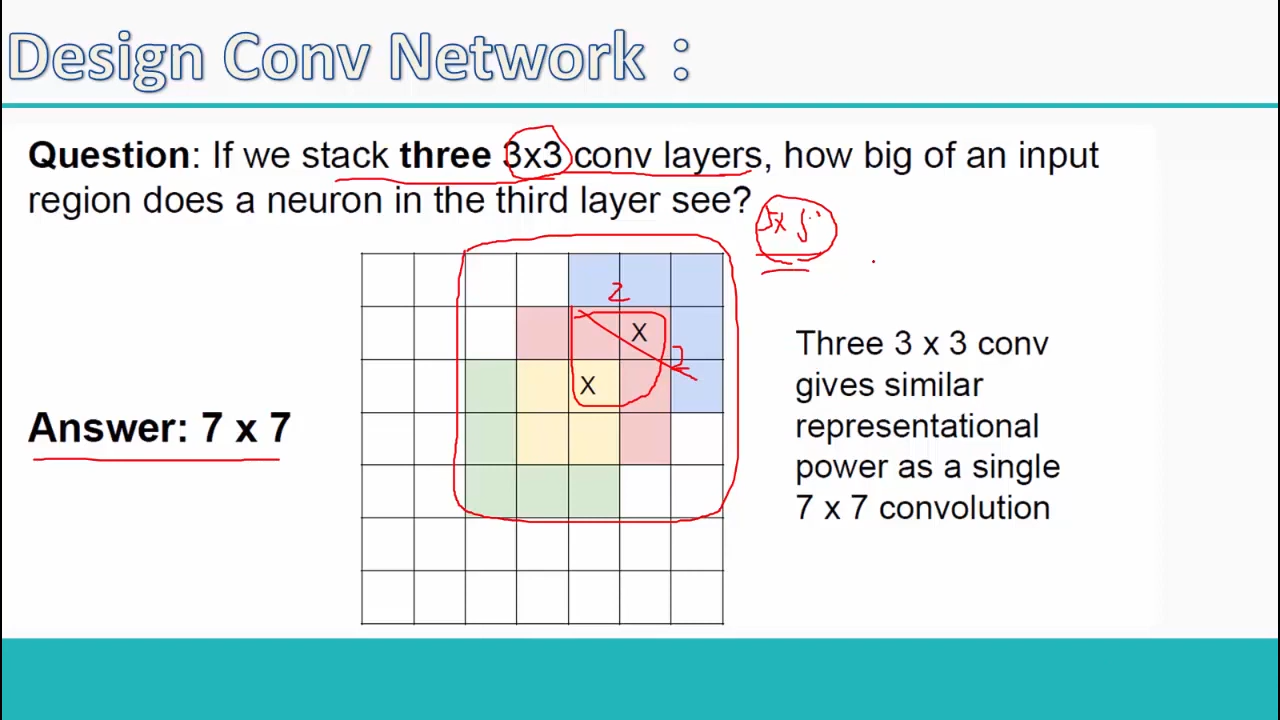 Design Conv Network :
Question: If we stack three 3x3 conv layers, how big of an input
region does a neuron in the third layer see?
5x5
2
X
2
X
Three 3 x 3 conv
gives similar
representational
power as a single
7 x 7 convolution
Answer: 7 x 7